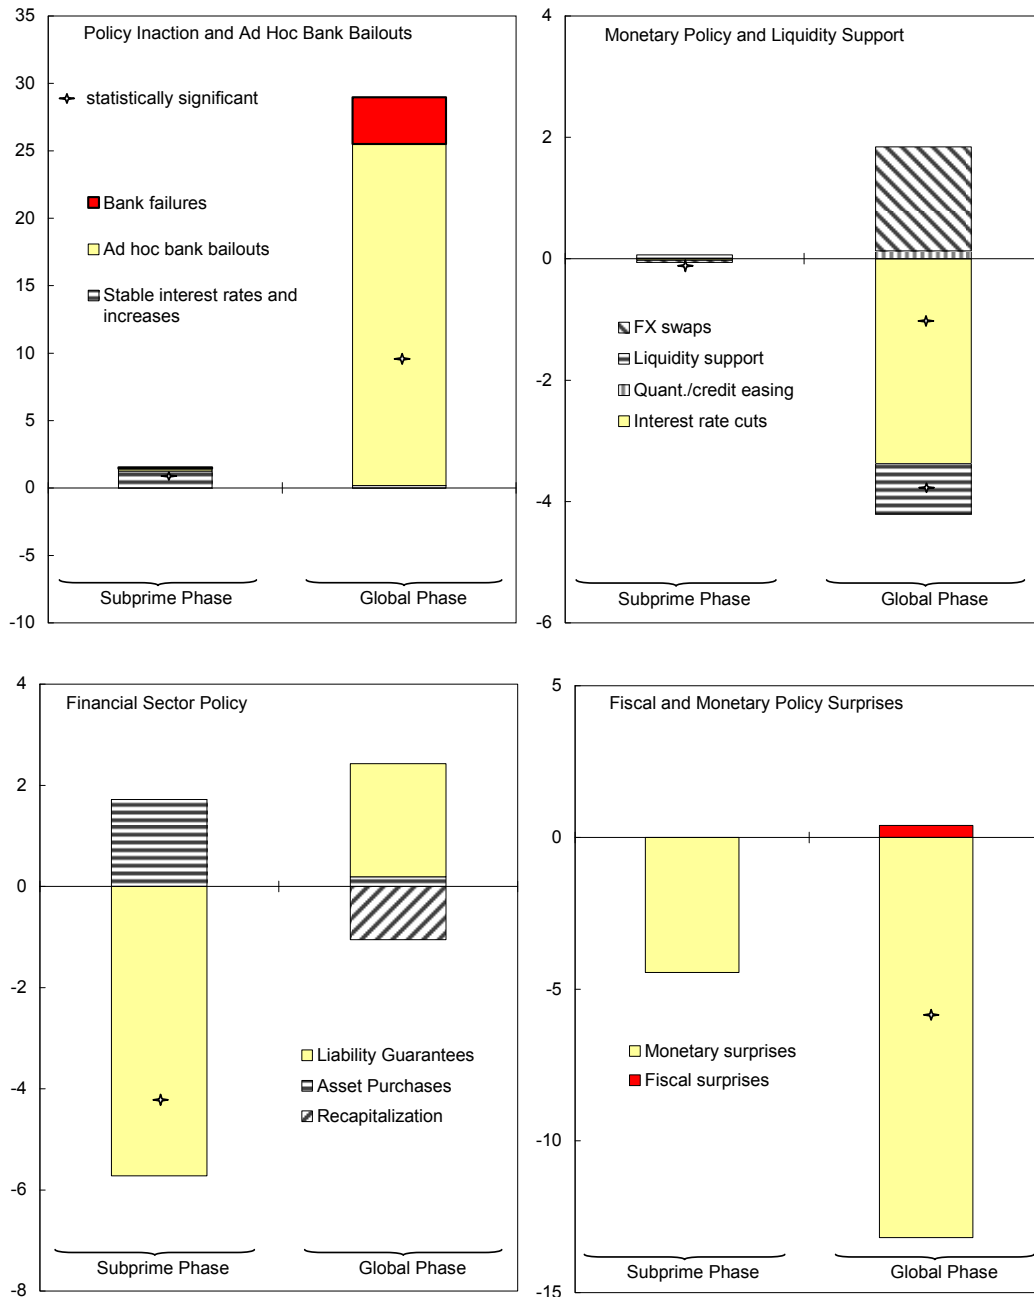 Policy Inaction and Ad Hoc Bank Bailouts
35
30
25
20
15
10
5
0
-5
-10
statistically significant
Bank failures
Ad hoc bank bailouts
Stable interest rates and
increases
Subprime Phase
Global Phase
Monetary Policy and Liquidity Support
4
2
0
-2
-4
-6
FX swaps
Liquidity support
Quant./credit easing
Interest rate cuts
Subprime Phase
Global Phase
Financial Sector Policy
4
2
0
-2
-4
-6
-8
Liability Guarantees
Asset Purchases
Recapitalization
Subprime Phase
Global Phase
Fiscal and Monetary Policy Surprises
5
0
-5
-10
-15
Monetary surprises
Fiscal surprises
Subprime Phase
Global Phase